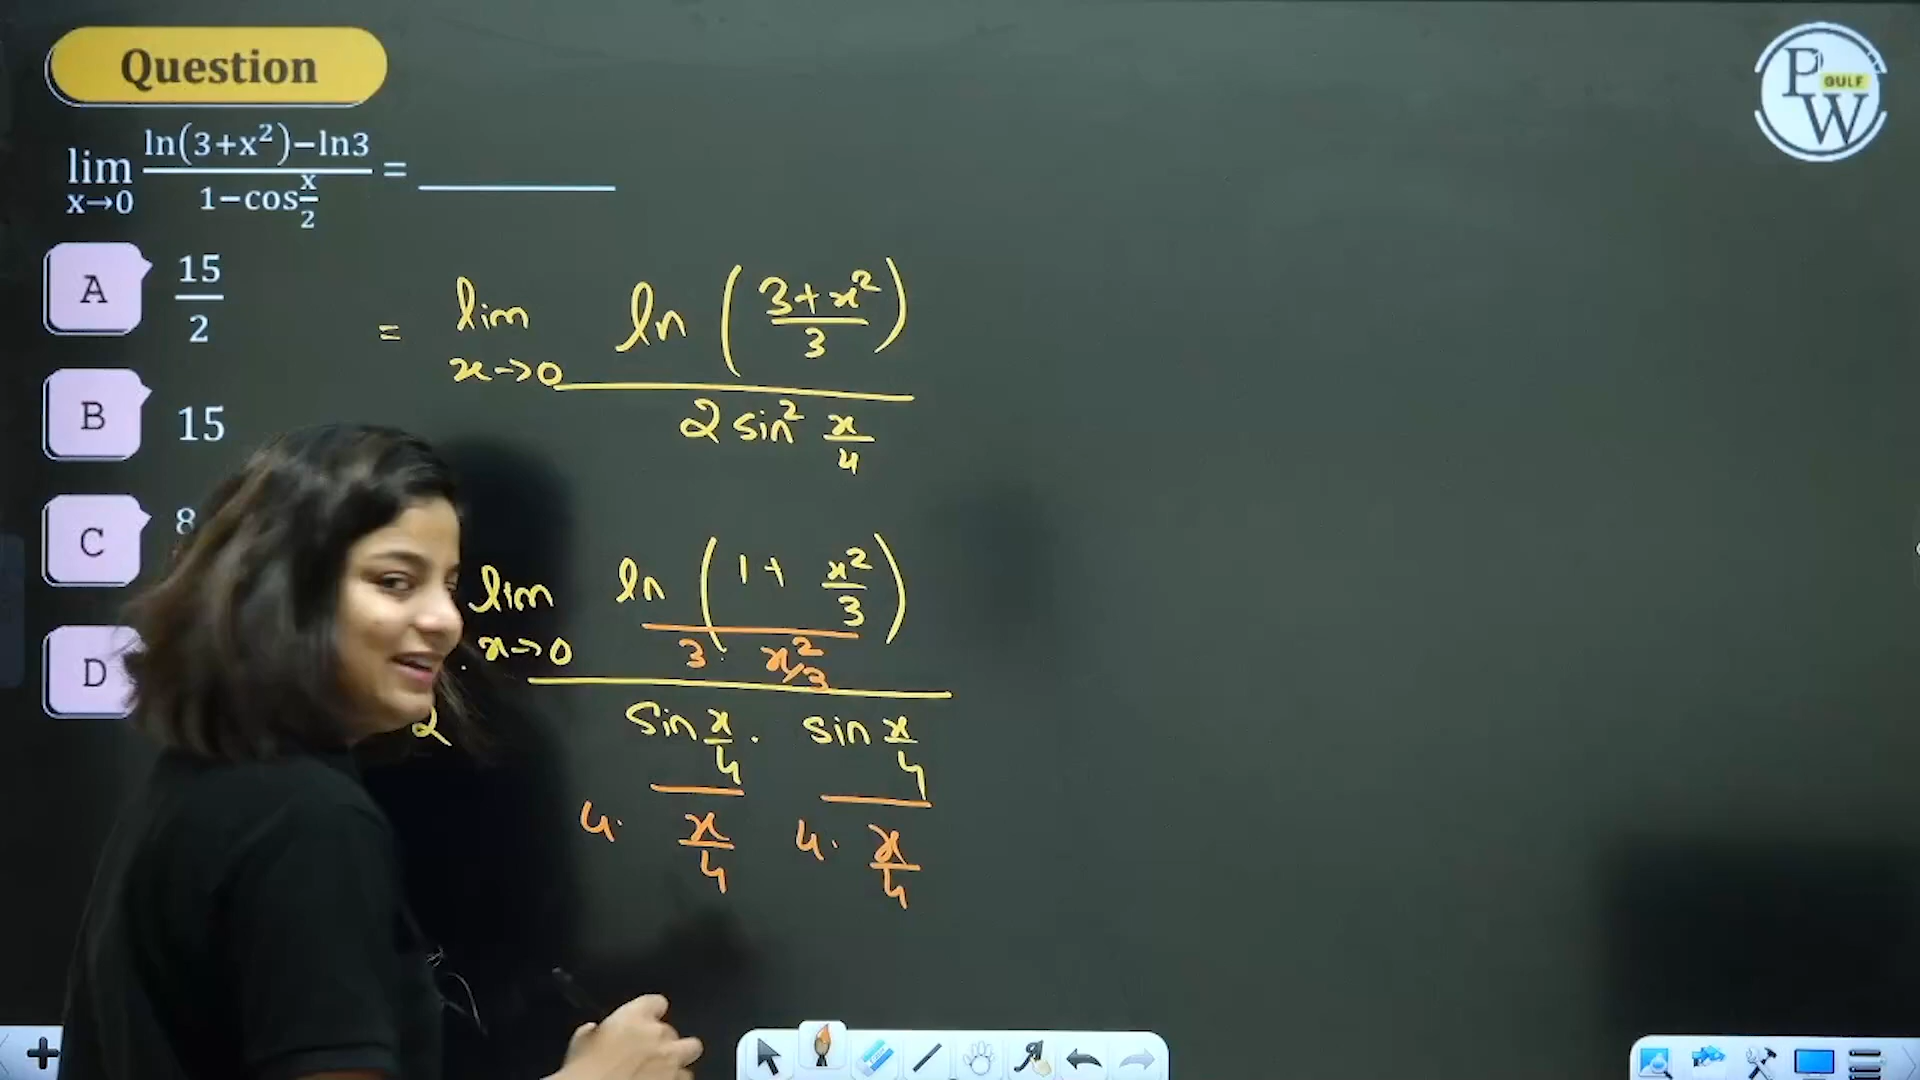 Question
PW GULF
lim x→0 ln(3+x²)−ln3 / 1−cos x/2 = ________
A 15/2
B 15
C 8
D
= lim x→0 ln (3+x²/3)
2 sin² x/4
lim x→0 ln (1+ x²/3)
3· x²/3
2 sin x/4 · sin x/4
4· x/4 4· x/4